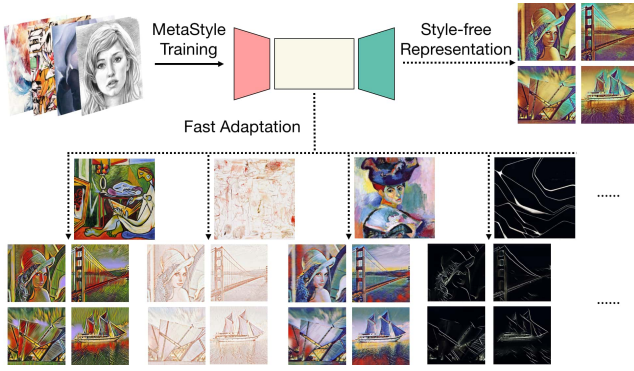 MetaStyle
Training
Style-free
Representation
Fast Adaptation
......
......